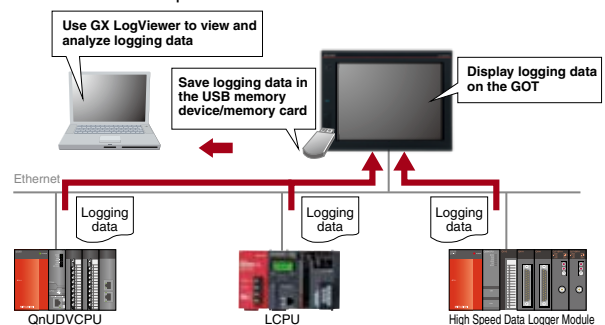 Use GX LogViewer to view and
analyze logging data
Save logging data in
the USB memory
device/memory card
Display logging data
on the GOT
Ethernet
Logging
data
Logging
data
Logging
data
QnUDVCPU
LCPU
High Speed Data Logger Module